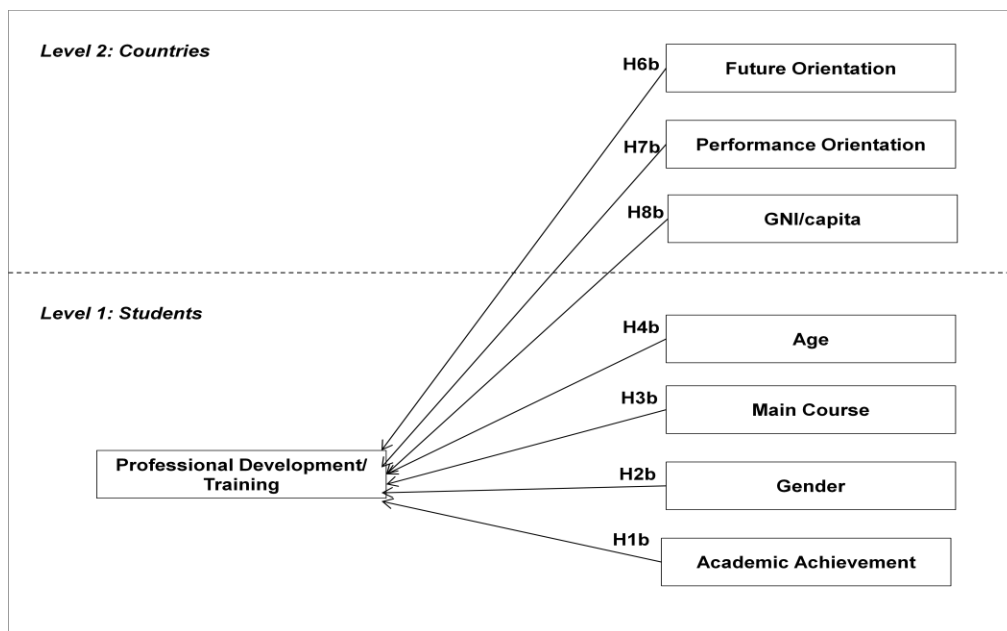 Level 2: Countries
H6b
Future Orientation
H7b
Performance Orientation
H8b
GNI/capita
Level 1: Students
H4b
Age
H3b
Main Course
Professional Development/
Training
H2b
Gender
H1b
Academic Achievement